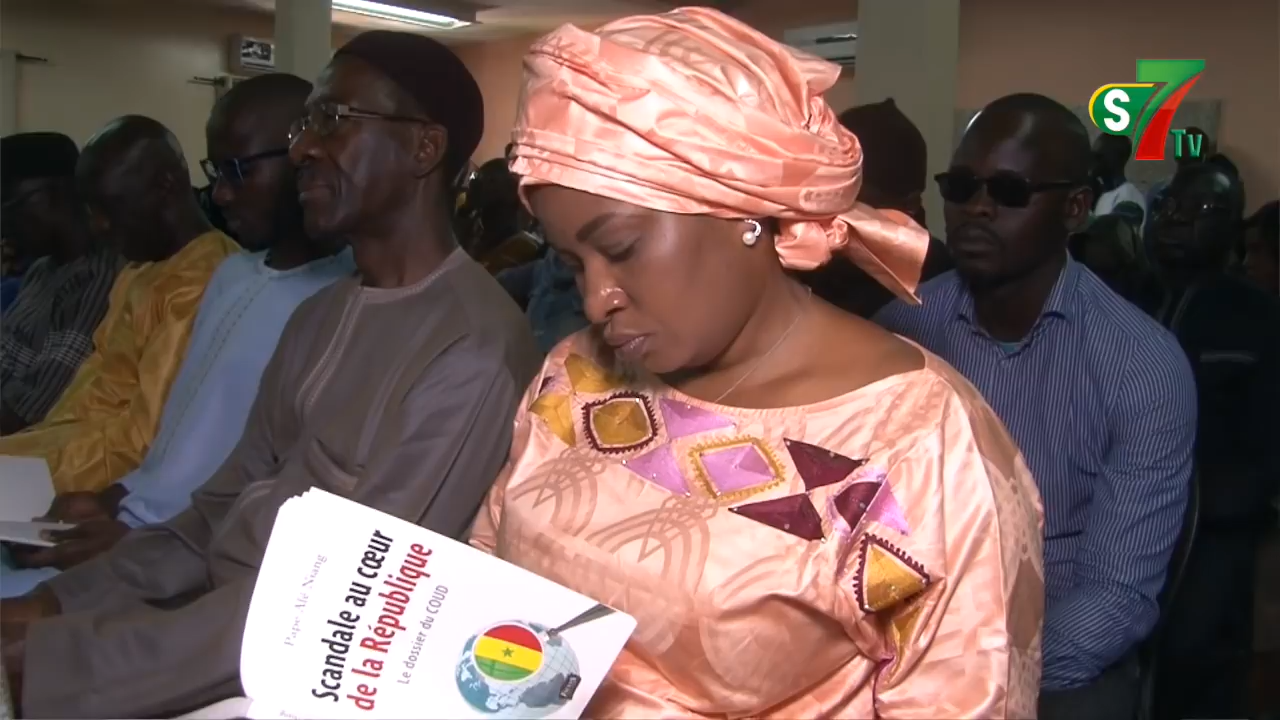 S7
TV
Pape Alé Niang
Scandale au cœur
de la République
Le dossier du COUD